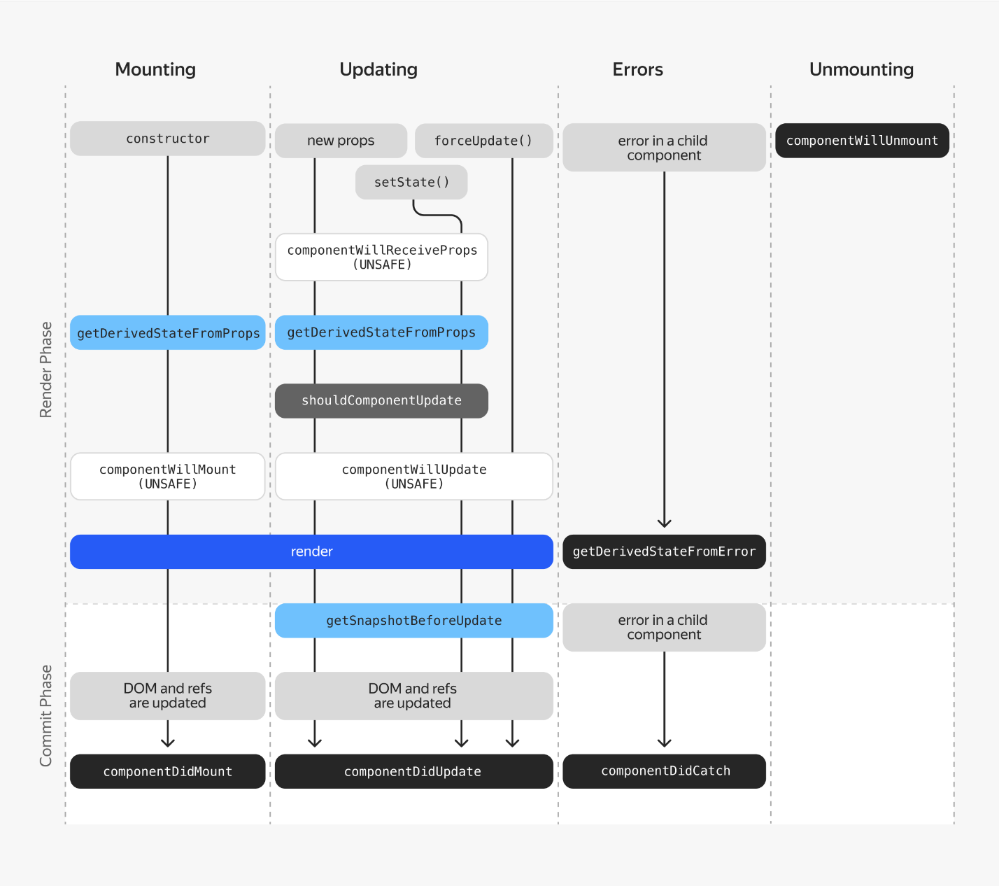 Mounting
Updating
Errors
Unmounting
constructor
new props
forceUpdate()
error in a child
component
componentWillUnmount
setState()
componentWillReceiveProps
(UNSAFE)
Render Phase
getDerivedStateFromProps
getDerivedStateFromProps
shouldComponentUpdate
componentWillMount
(UNSAFE)
componentWillUpdate
(UNSAFE)
render
getDerivedStateFromError
Commit Phase
getSnapshotBeforeUpdate
error in a child
component
DOM and refs
are updated
DOM and refs
are updated
componentDidMount
componentDidUpdate
componentDidCatch